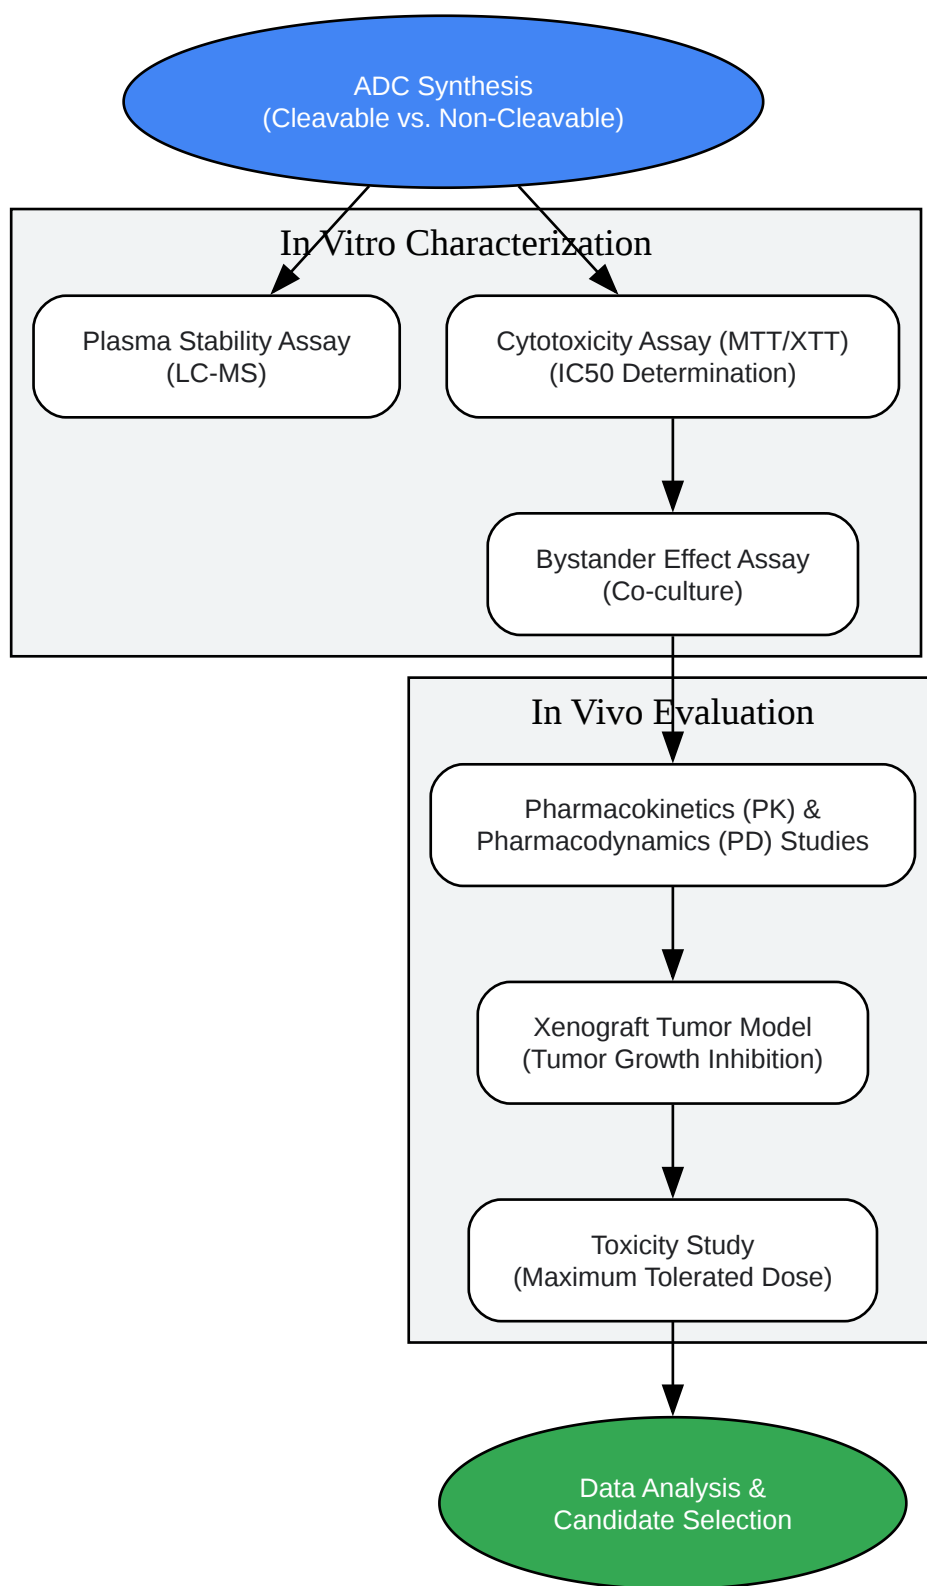 ADC Synthesis
(Cleavable vs. Non-Cleavable)
In Vitro Characterization
Plasma Stability Assay
(LC-MS)
Cytotoxicity Assay (MTT/XTT)
(IC50 Determination)
Bystander Effect Assay
(Co-culture)
In Vivo Evaluation
Pharmacokinetics (PK) &
Pharmacodynamics (PD) Studies
Xenograft Tumor Model
(Tumor Growth Inhibition)
Toxicity Study
(Maximum Tolerated Dose)
Data Analysis &
Candidate Selection